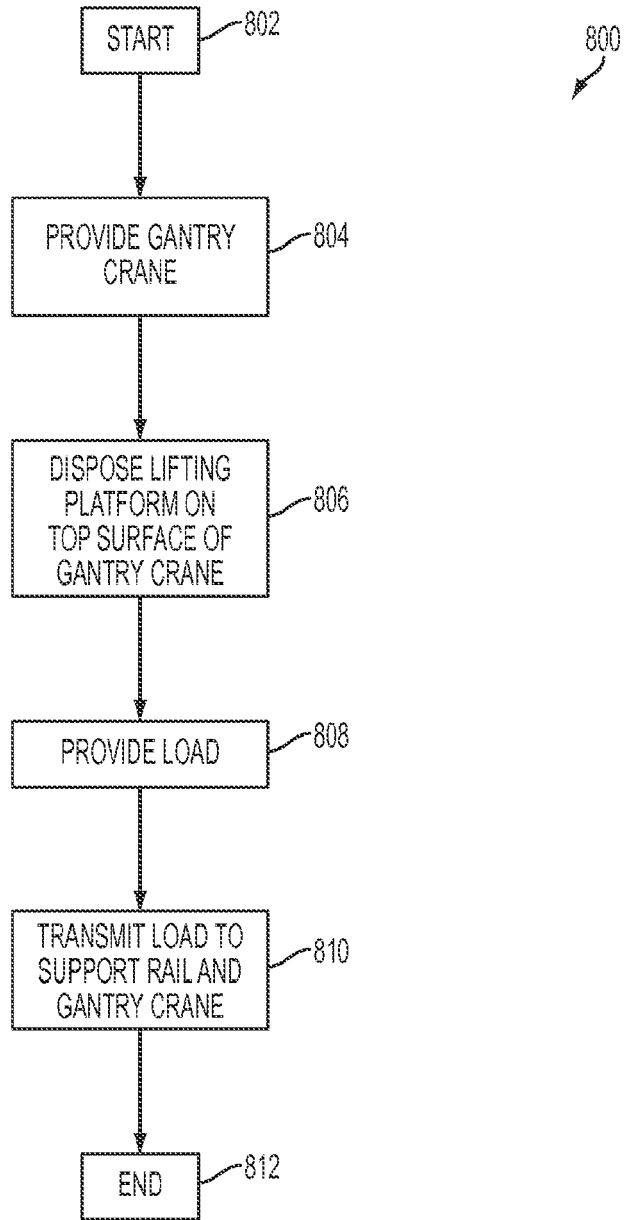 START
802
800
PROVIDE GANTRY
CRANE
804
DISPOSE LIFTING
PLATFORM ON
TOP SURFACE OF
GANTRY CRANE
806
PROVIDE LOAD
808
TRANSMIT LOAD TO
SUPPORT RAIL AND
GANTRY CRANE
810
END
812